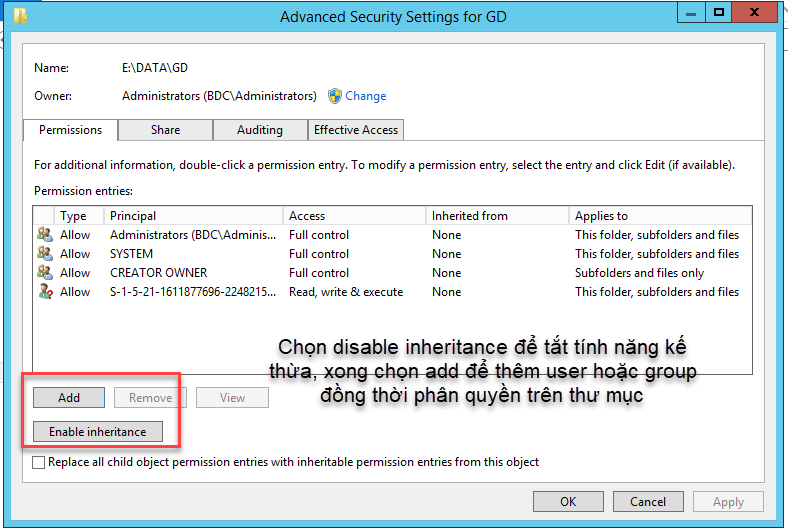 Advanced Security Settings for GD
Name: E:\DATA\GD
Owner: Administrators (BDC\Administrators) Change
Permissions Share Auditing Effective Access
For additional information, double-click a permission entry. To modify a permission entry, select the entry and click Edit (if available).
Permission entries:
Type Principal Access Inherited from Applies to
Allow Administrators (BDC\Adminis... Full control None This folder, subfolders and files
Allow SYSTEM Full control None This folder, subfolders and files
Allow CREATOR OWNER Full control None Subfolders and files only
Allow S-1-5-21-1611877696-2248215... Read, write & execute None This folder, subfolders and files
Chọn disable inheritance để tắt tính năng kế
thừa, xong chọn add để thêm user hoặc group
đồng thời phân quyền trên thư mục
Add Remove View
Enable inheritance
Replace all child object permission entries with inheritable permission entries from this object
OK Cancel Apply